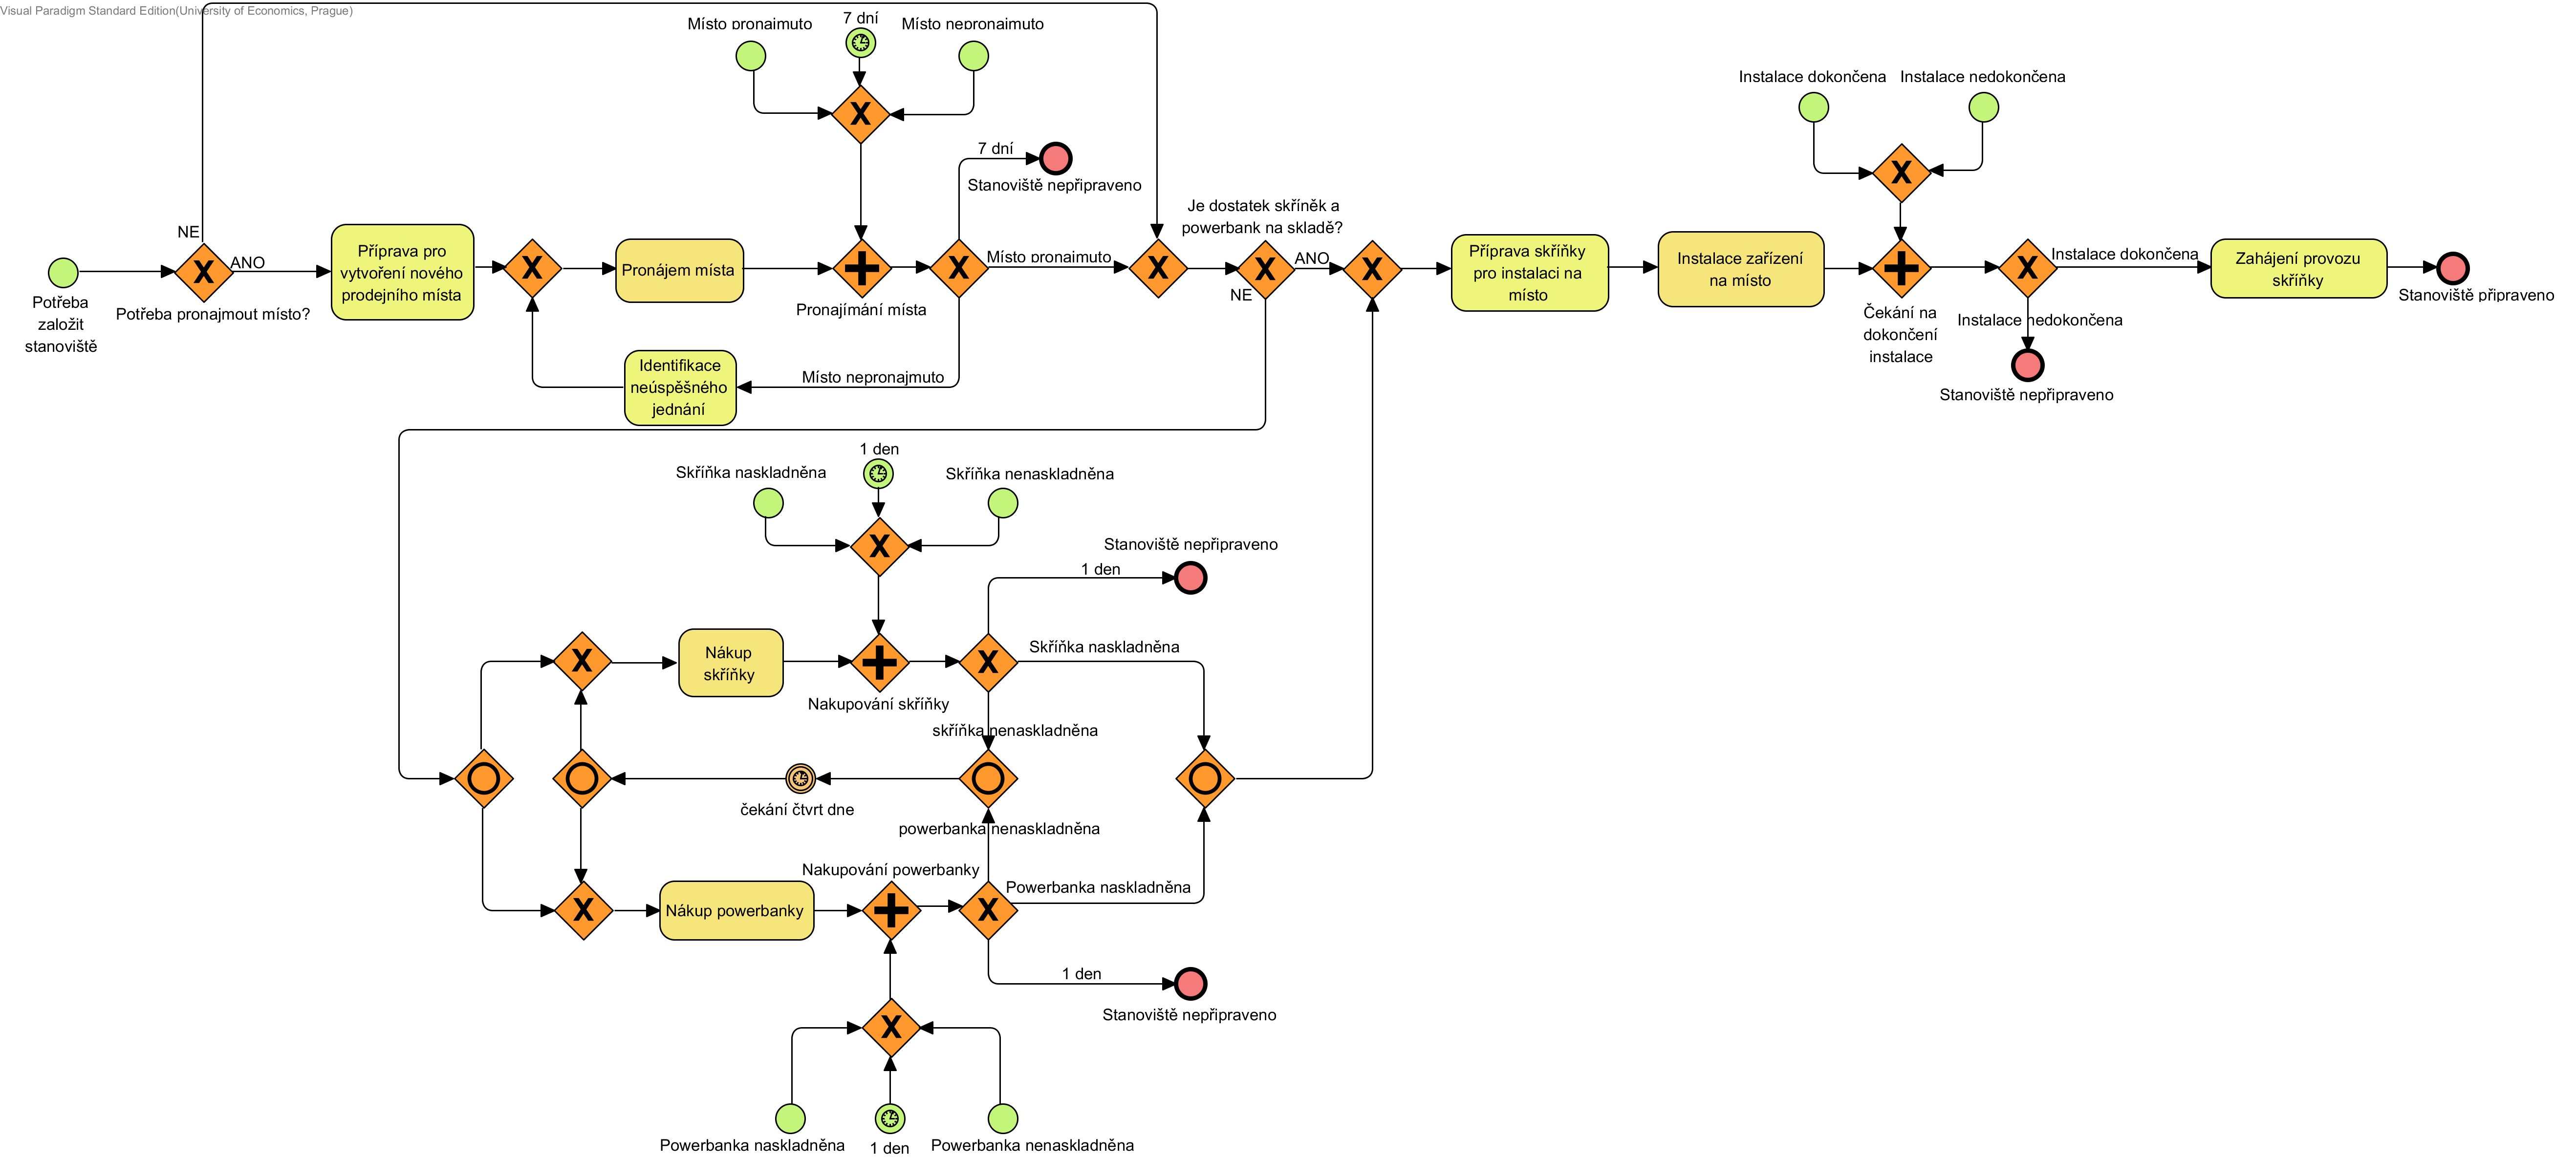 Visual Paradigm Standard Edition(University of Economics, Prague)
Místo pronajmuto
7 dní
Místo nepronajmuto
Instalace dokončena
Instalace nedokončena
7 dní
Stanoviště nepřipraveno
Je dostatek skříněk a
powerbank na skladě?
NE
ANO
Potřeba
založit
stanoviště
Potřeba pronajmout místo?
Příprava pro
vytvoření nového
prodejního místa
Pronájem místa
Pronajímání místa
Místo pronajmuto
NE
ANO
Příprava skříňky
pro instalaci na
místo
Instalace zařízení
na místo
Čekání na
dokončení
instalace
Instalace dokončena
Zahájení provozu
skříňky
Stanoviště připraveno
Instalace nedokončena
Stanoviště nepřipraveno
Identifikace
neúspěšného
jednání
Místo nepronajmuto
1 den
Skříňka naskladněna
Skříňka nenaskladněna
Stanoviště nepřipraveno
1 den
Nákup
skříňky
Nakupování skříňky
Skříňka naskladněna
skříňka nenaskladněna
čekání čtvrt dne
powerbanka nenaskladněna
Nakupování powerbanky
Powerbanka naskladněna
Nákup powerbanky
1 den
Stanoviště nepřipraveno
Powerbanka naskladněna
1 den
Powerbanka nenaskladněna